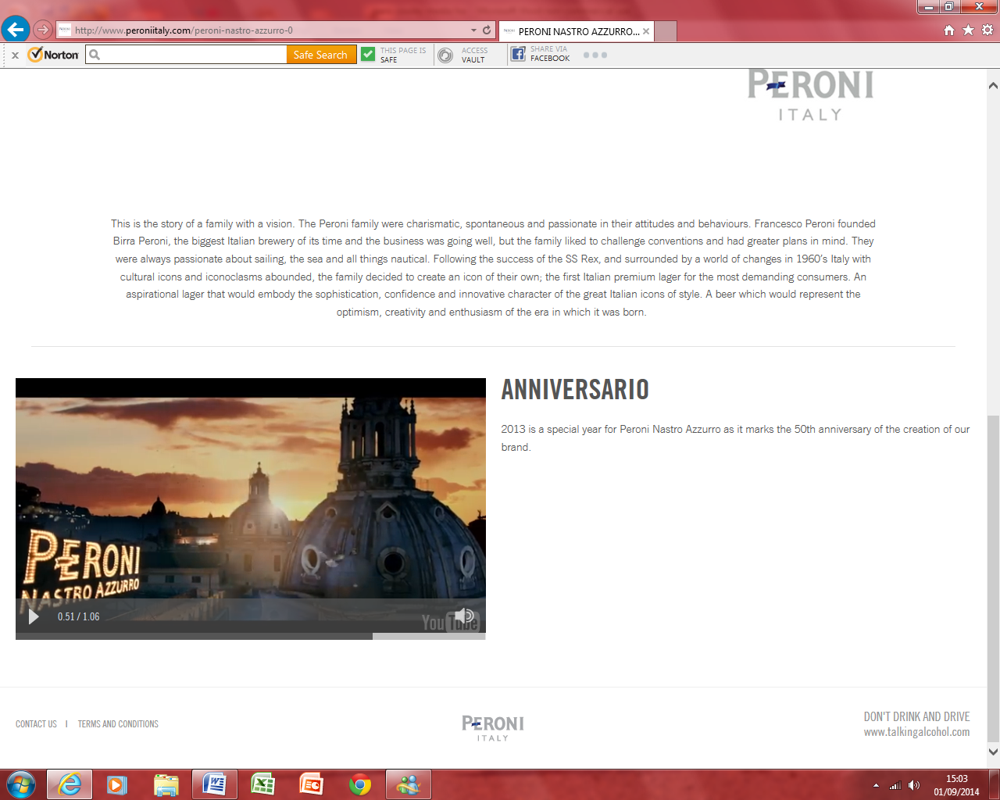 http://www.peroniitaly.com/peroni-nastro-azzurro-0
PERONI NASTRO AZZURRO...
Norton
Safe Search
THIS PAGE IS
SAFE
ACCESS
VAULT
SHARE VIA
FACEBOOK
PERONI
ITALY
This is the story of a family with a vision. The Peroni family were charismatic, spontaneous and passionate in their attitudes and behaviours. Francesco Peroni founded
Birra Peroni, the biggest Italian brewery of its time and the business was going well, but the family liked to challenge conventions and had greater plans in mind. They
were always passionate about sailing, the sea and all things nautical. Following the success of the SS Rex, and surrounded by a world of changes in 1960's Italy with
cultural icons and iconoclasms abounded, the family decided to create an icon of their own; the first Italian premium lager for the most demanding consumers. An
aspirational lager that would embody the sophistication, confidence and innovative character of the great Italian icons of style. A beer which would represent the
optimism, creativity and enthusiasm of the era in which it was born.
ANNIVERSARIO
2013 is a special year for Peroni Nastro Azzurro as it marks the 50th anniversary of the creation of our
brand.
PERONI
NASTRO AZZURRO
0.51 / 1.06
YouTube
CONTACT US | TERMS AND CONDITIONS
PERONI
ITALY
DON'T DRINK AND DRIVE
www.talkingalcohol.com
15:03
01/09/2014